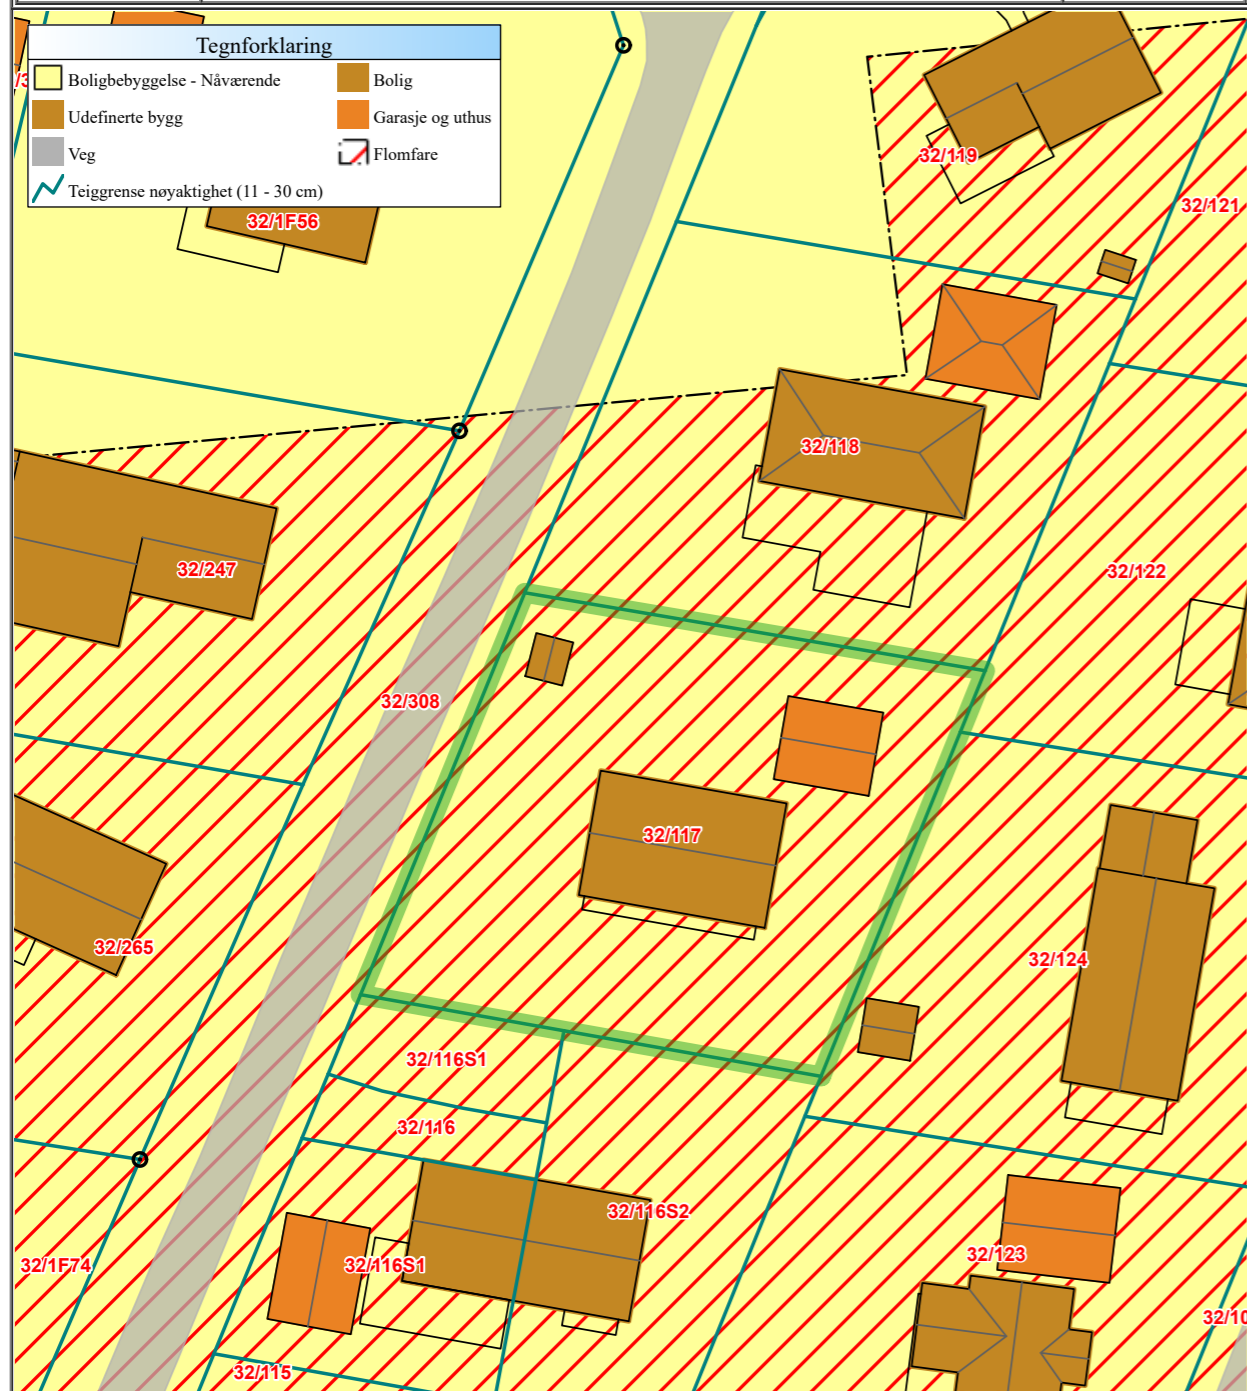 Tegnforklaring
Boligbebyggelse - Nåværende
Bolig
Udefinerte bygg
Garasje og uthus
Veg
Flomfare
Teiggrense nøyaktighet (11 - 30 cm)
32/119
32/121
32/1F56
32/118
32/247
32/122
32/308
32/117
32/265
32/124
32/116S1
32/116
32/116S2
32/123
32/1F74
32/116S1
32/115